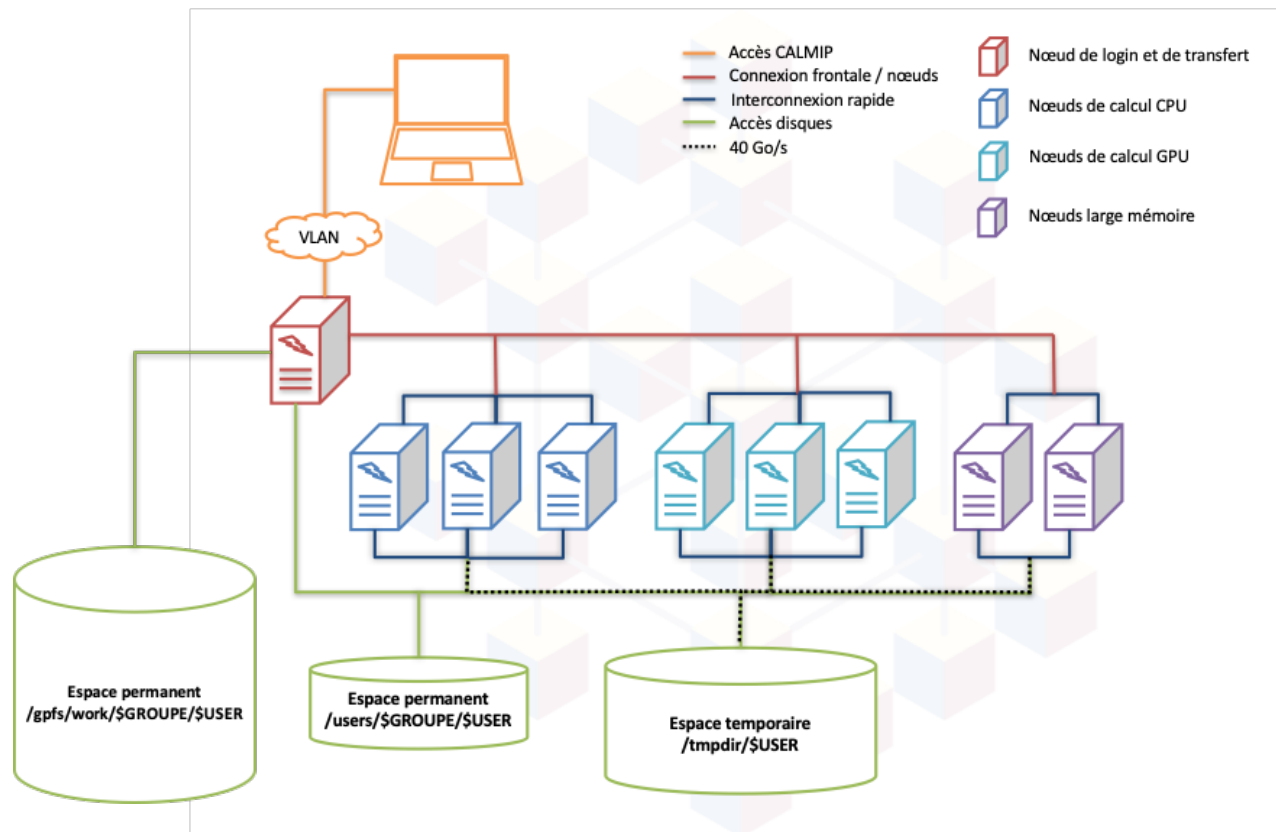 Accès CALMIP
Connexion frontale / nœuds
Interconnexion rapide
Accès disques
40 Go/s
Nœud de login et de transfert
Nœuds de calcul CPU
Nœuds de calcul GPU
Nœuds large mémoire
VLAN
Espace permanent
/gpfs/work/$GROUPE/$USER
Espace permanent
/users/$GROUPE/$USER
Espace temporaire
/tmpdir/$USER